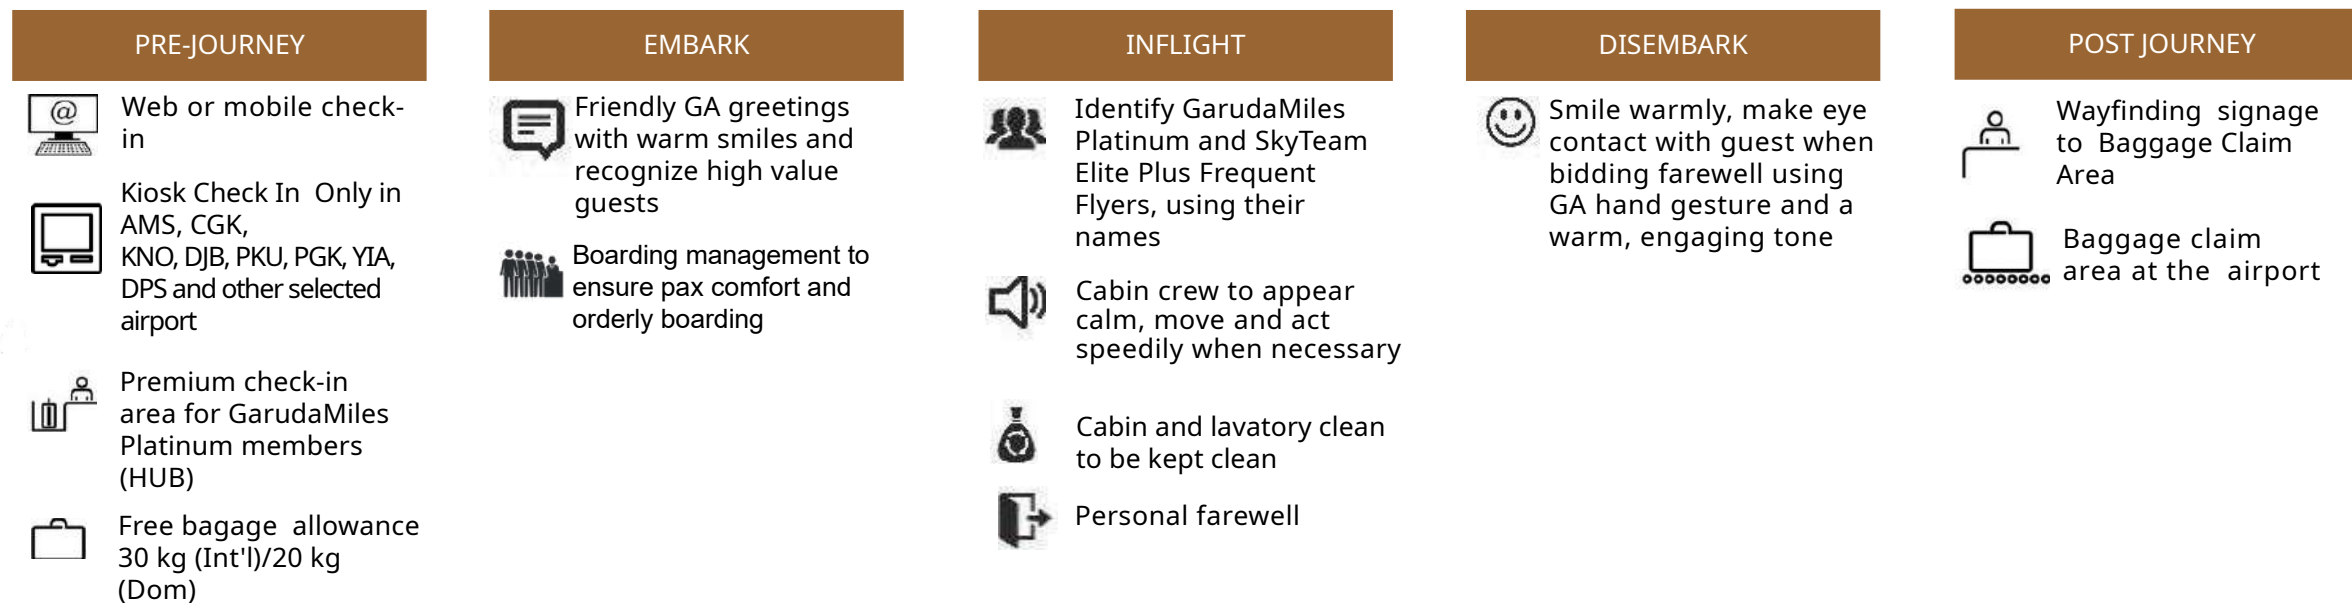 PRE-JOURNEY
Web or mobile check-
in
Kiosk Check In Only in
AMS, CGK,
KNO, DJB, PKU, PGK, YIA,
DPS and other selected
airport
Premium check-in
area for GarudaMiles
Platinum members
(HUB)
Free bagage allowance
30 kg (Int'l)/20 kg
(Dom)
EMBARK
Friendly GA greetings
with warm smiles and
recognize high value
guests
Boarding management to
ensure pax comfort and
orderly boarding
INFLIGHT
Identify GarudaMiles
Platinum and SkyTeam
Elite Plus Frequent
Flyers, using their
names
Cabin crew to appear
calm, move and act
speedily when necessary
Cabin and lavatory clean
to be kept clean
Personal farewell
DISEMBARK
Smile warmly, make eye
contact with guest when
bidding farewell using
GA hand gesture and a
warm, engaging tone
POST JOURNEY
Wayfinding signage
to Baggage Claim
Area
Baggage claim
area at the airport